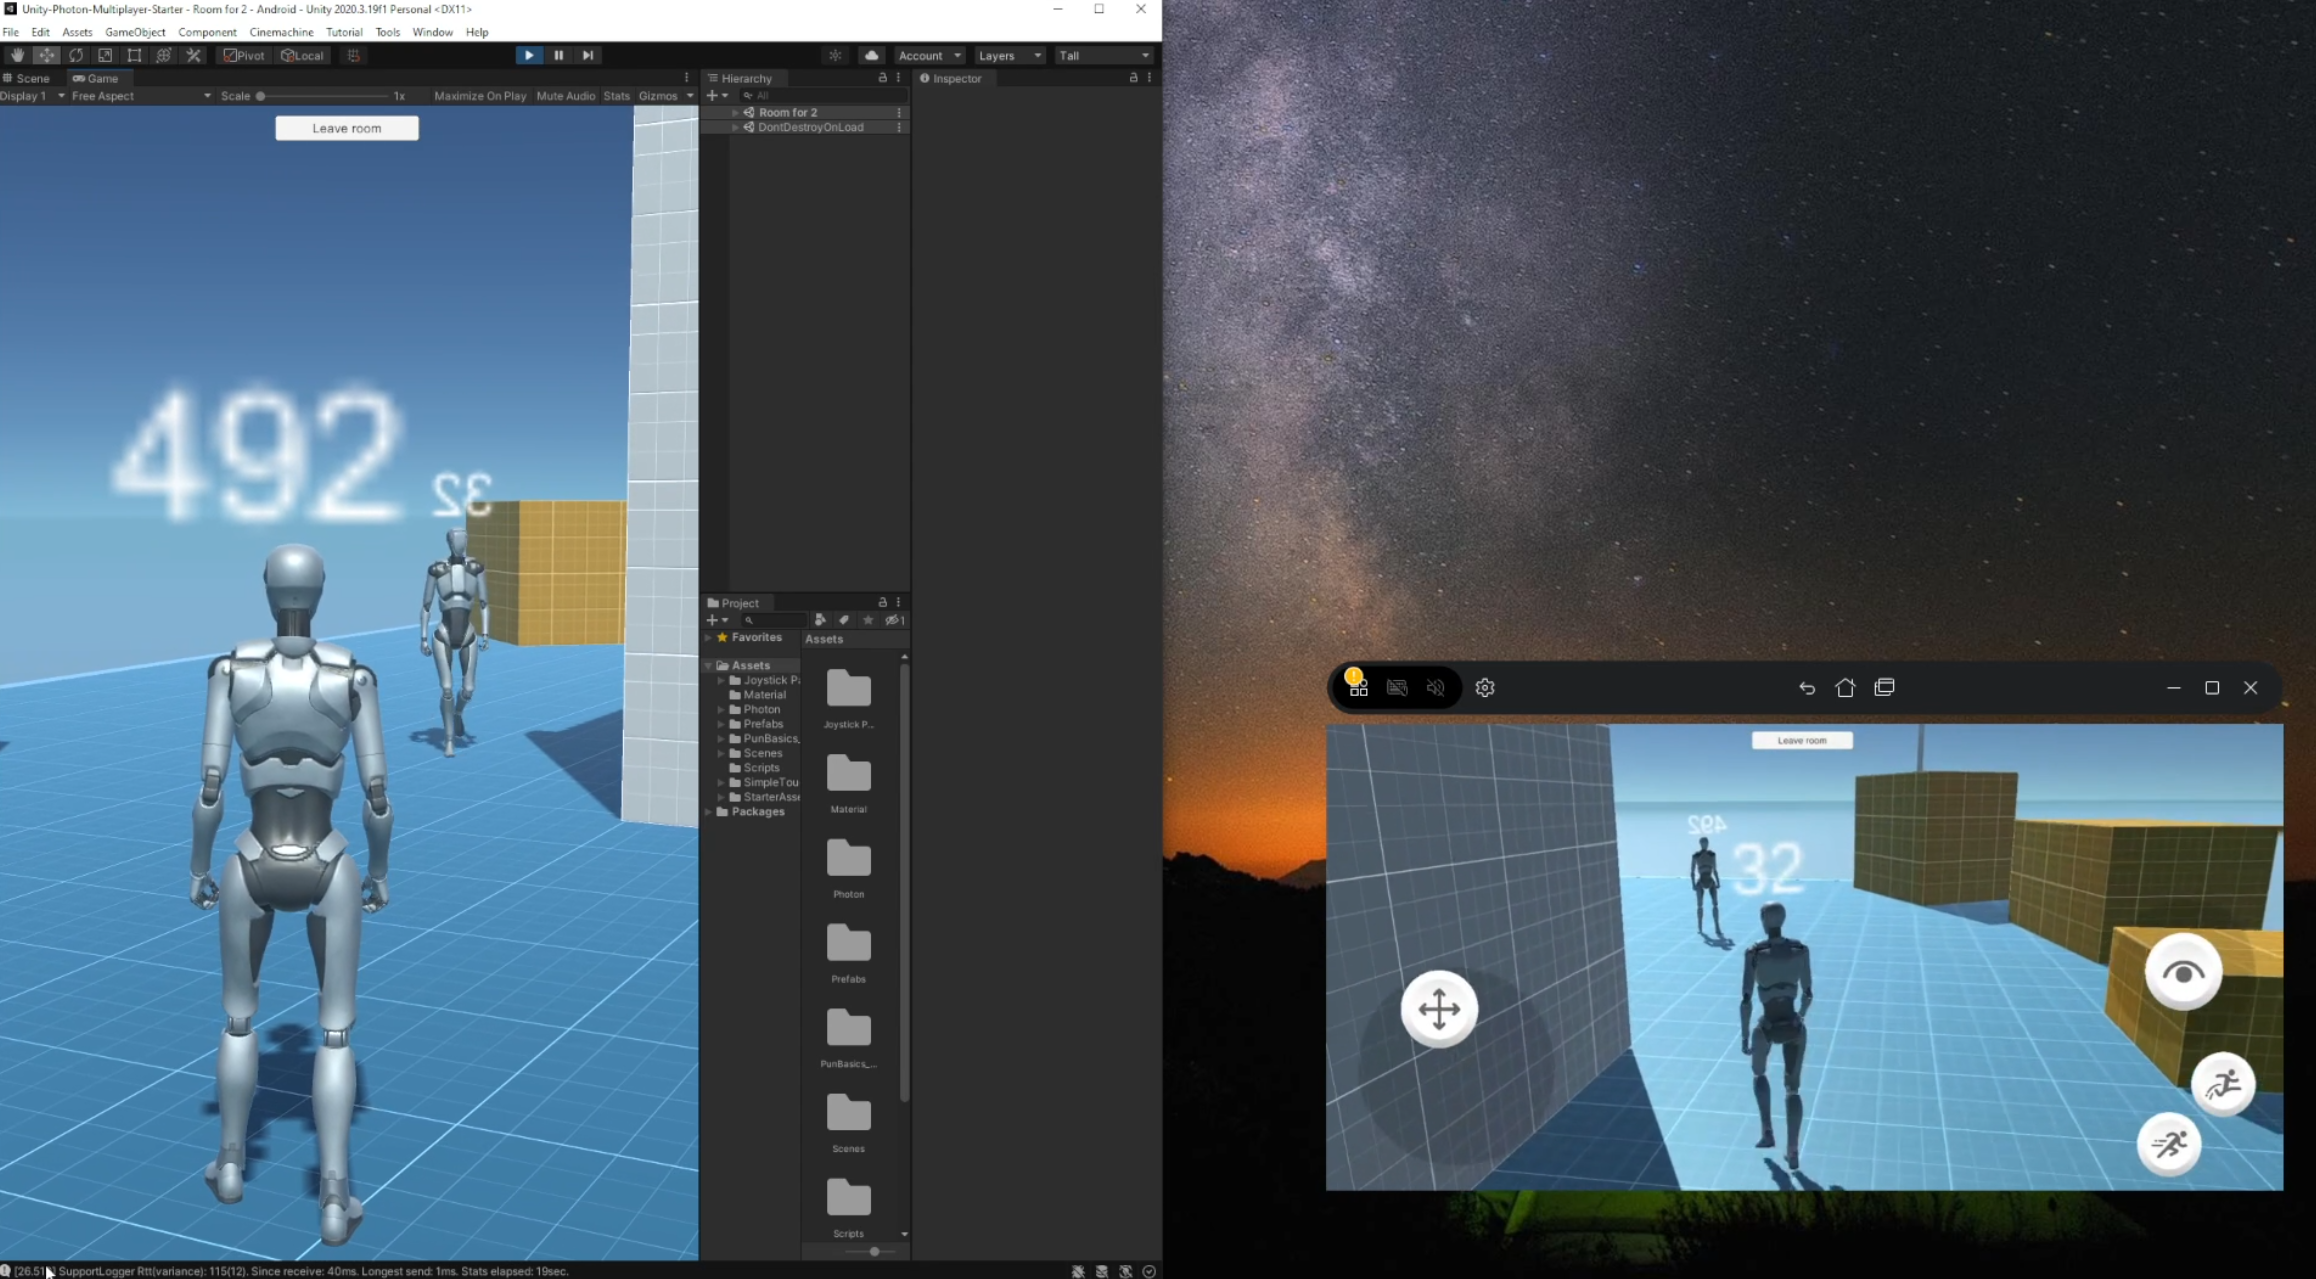 Unity-Photon-Multiplayer-Starter - Room for 2 - Android - Unity 2020.3.19f1 Personal <DX11>
File Edit Assets GameObject Component Cinemachine Tutorial Tools Window Help
Pivot Local Account Layers Tall
Scene Game
Display 1 Free Aspect Scale 1x Maximize On Play Mute Audio Stats Gizmos
Leave room
492
32
Hierarchy
All
Room for 2
DontDestroyOnLoad
Inspector
Project
1
Favorites
Assets
Joystick Pa
Material
Photon
Prefabs
PunBasics_
Scenes
Scripts
SimpleTou
StarterAsse
Packages
Assets
Joystick P...
Material
Photon
Prefabs
PunBasics_...
Scenes
Scripts
SupportLogger Rtt(variance): 115(12). Since receive: 40ms. Longest send: 1ms. Stats elapsed: 19sec.
Leave room
492
32